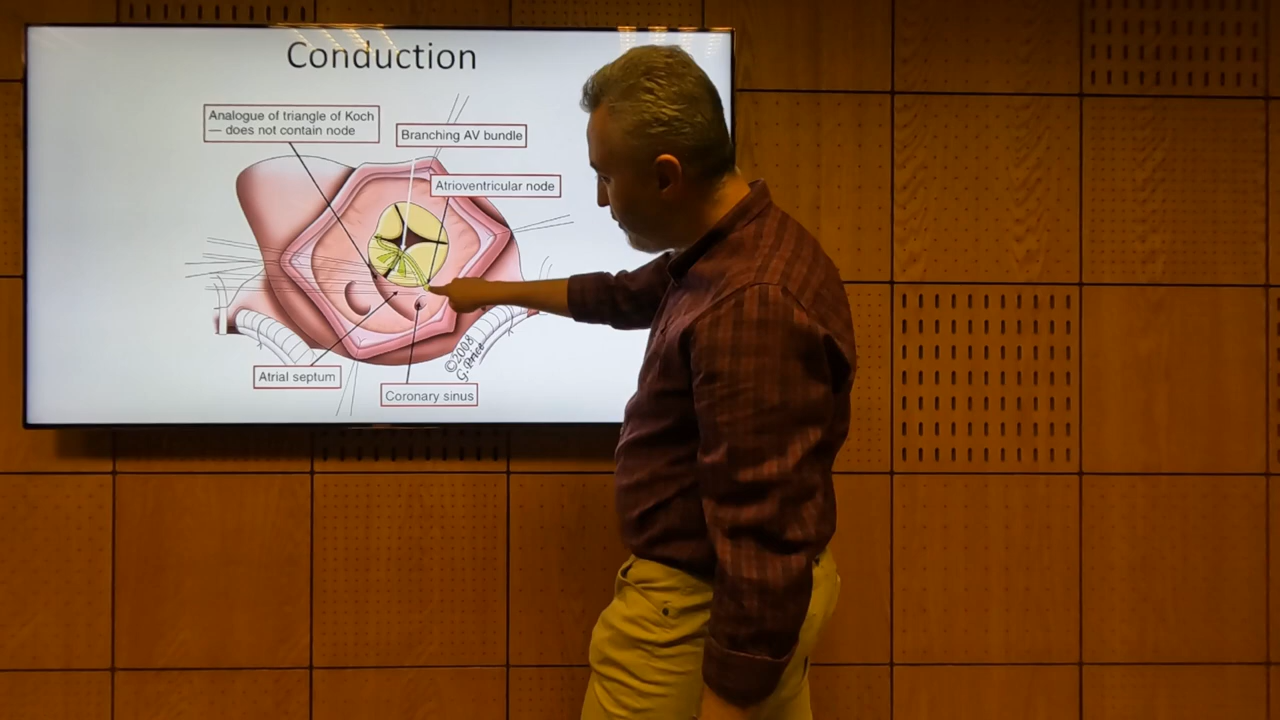 Conduction
Analogue of triangle of Koch
— does not contain node
Branching AV bundle
Atrioventricular node
Atrial septum
Coronary sinus
©2008
G. Price